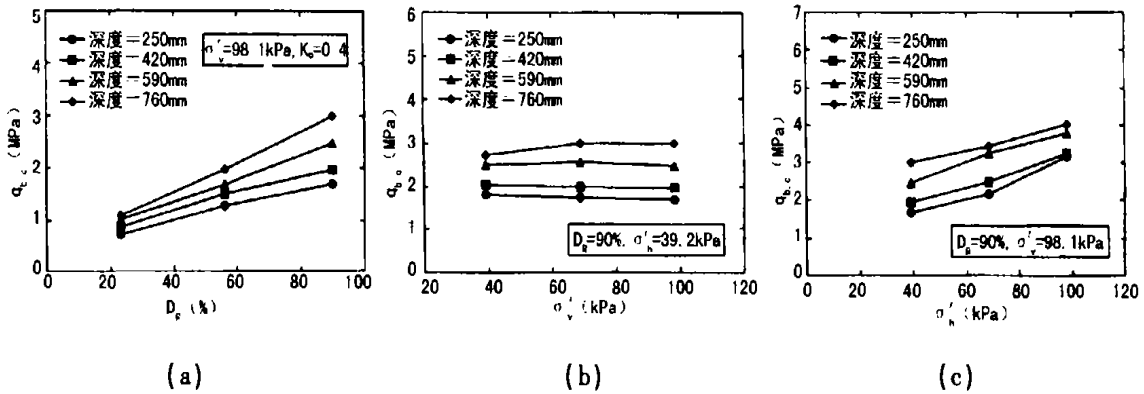 5
4
3
2
1
0
0 20 40 60 80 100
深度=250mm
深度=420mm
深度=590mm
深度=760mm
σ'v=98.1kPa, K0=0.4
qb,c (MPa)
DR(%)
(a)
6
5
4
3
2
1
0
20 40 60 80 100 120
深度=250mm
深度=420mm
深度=590mm
深度=760mm
qb,c (MPa)
DR=90%, σ'h=39.2kPa
σ'v(kPa)
(b)
7
6
5
4
3
2
1
0
0 20 40 60 80 100 120
深度=250mm
深度=420mm
深度=590mm
深度=760mm
qb,c (MPa)
DR=90%, σ'v=98.1kPa
σ'h(kPa)
(c)